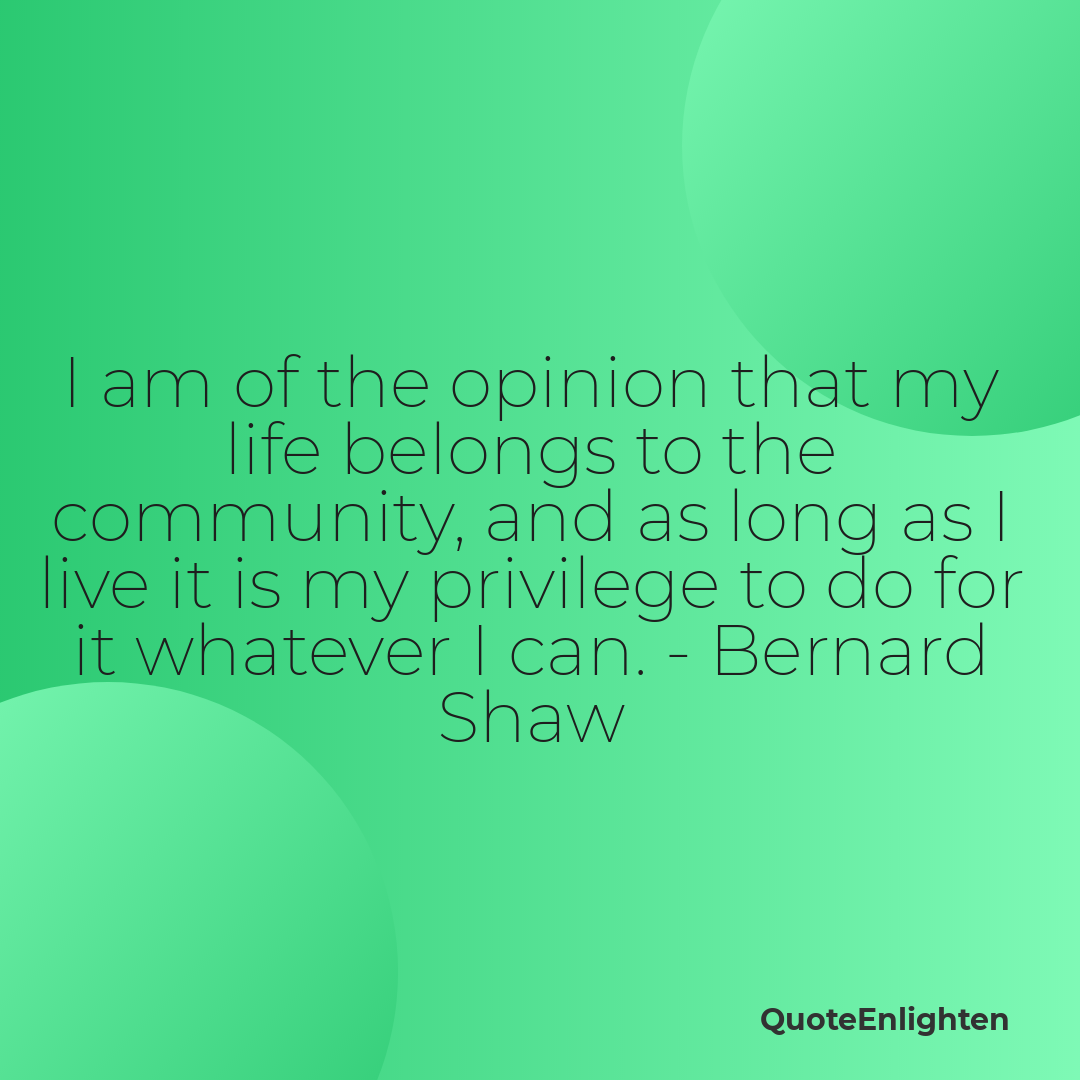 I am of the opinion that my
life belongs to the
community, and as long as I
live it is my privilege to do for
it whatever I can. - Bernard
Shaw
QuoteEnlighten